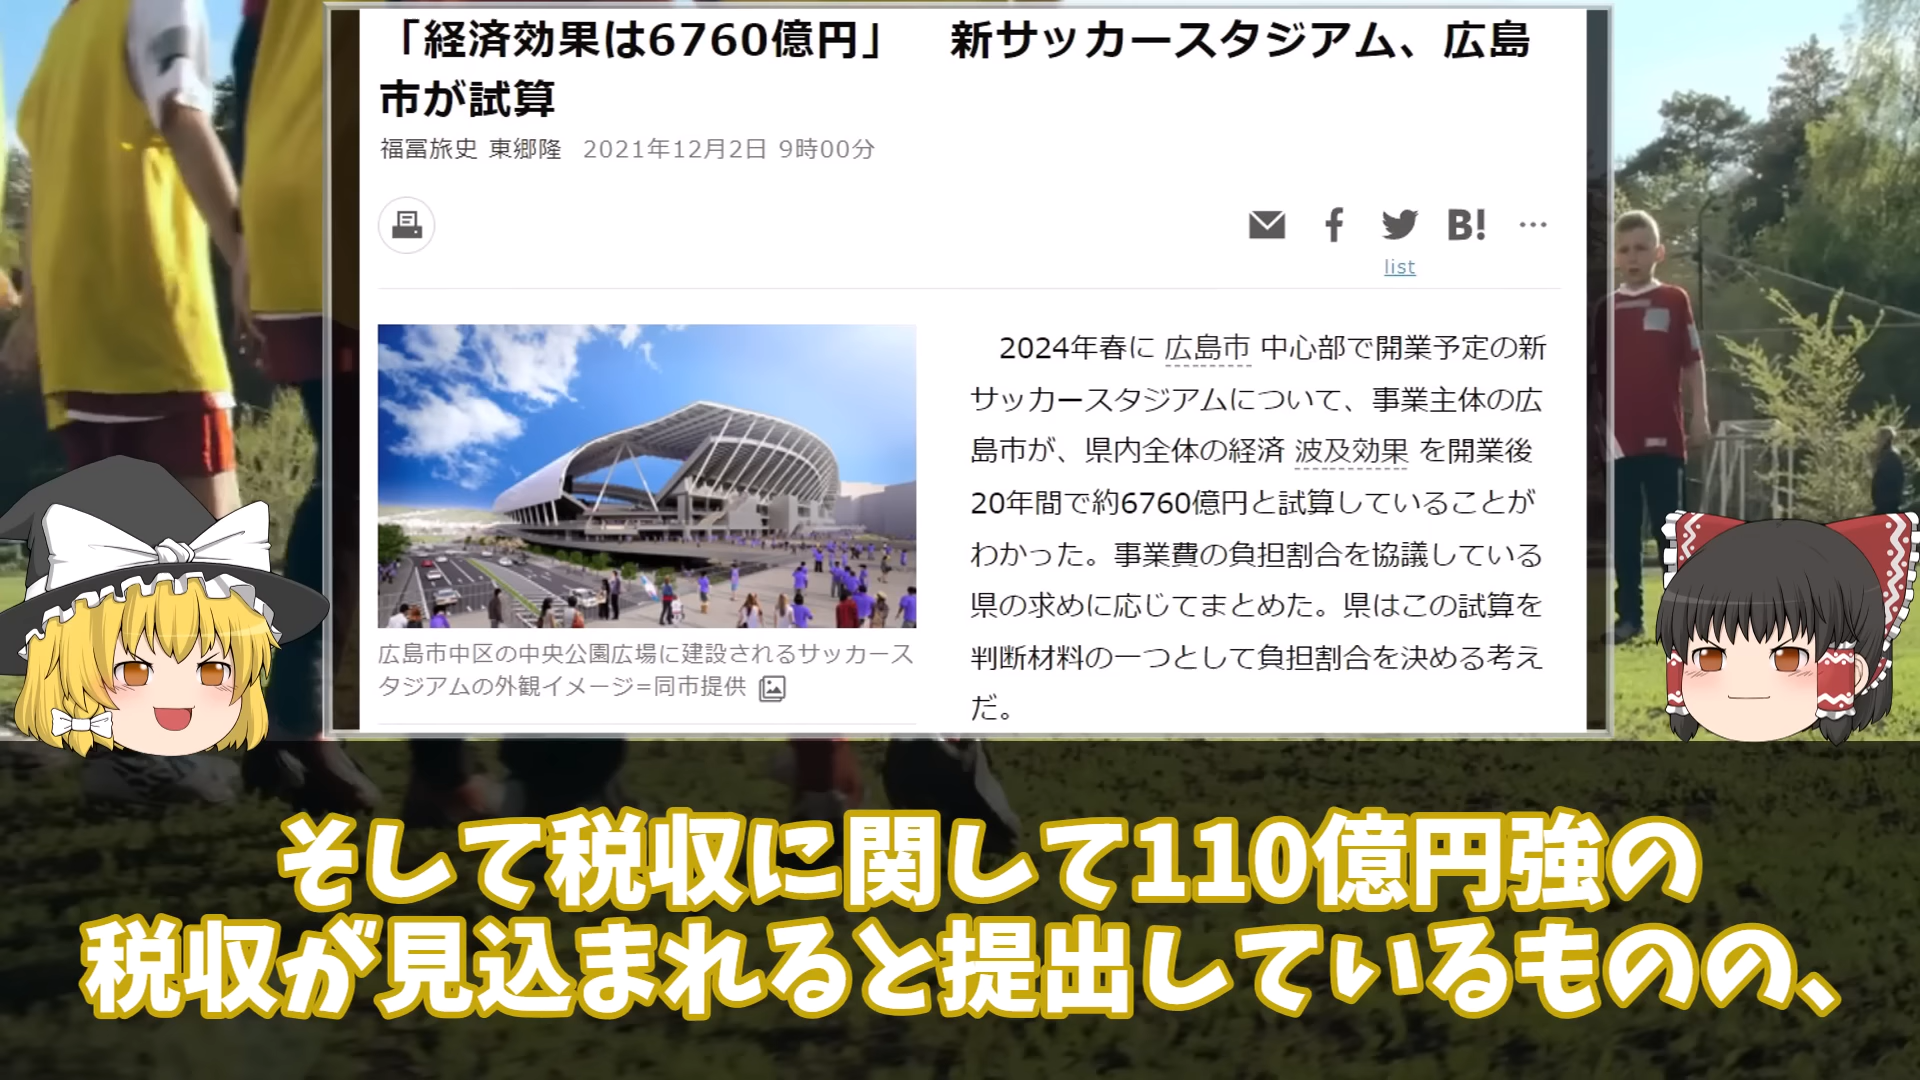 「経済効果は6760億円」　新サッカースタジアム、広島
市が試算
福冨旅史 東郷隆 2021年12月2日 9時00分
B!
list
2024年春に 広島市 中心部で開業予定の新
サッカースタジアムについて、事業主体の広
島市が、県内全体の経済 波及効果 を開業後
20年間で約6760億円と試算していることが
わかった。事業費の負担割合を協議している
県の求めに応じてまとめた。県はこの試算を
判断材料の一つとして負担割合を決める考え
だ。
広島市中区の中央公園広場に建設されるサッカース
タジアムの外観イメージ=同市提供
そして税収に関して110億円強の
税収が見込まれると提出しているものの、